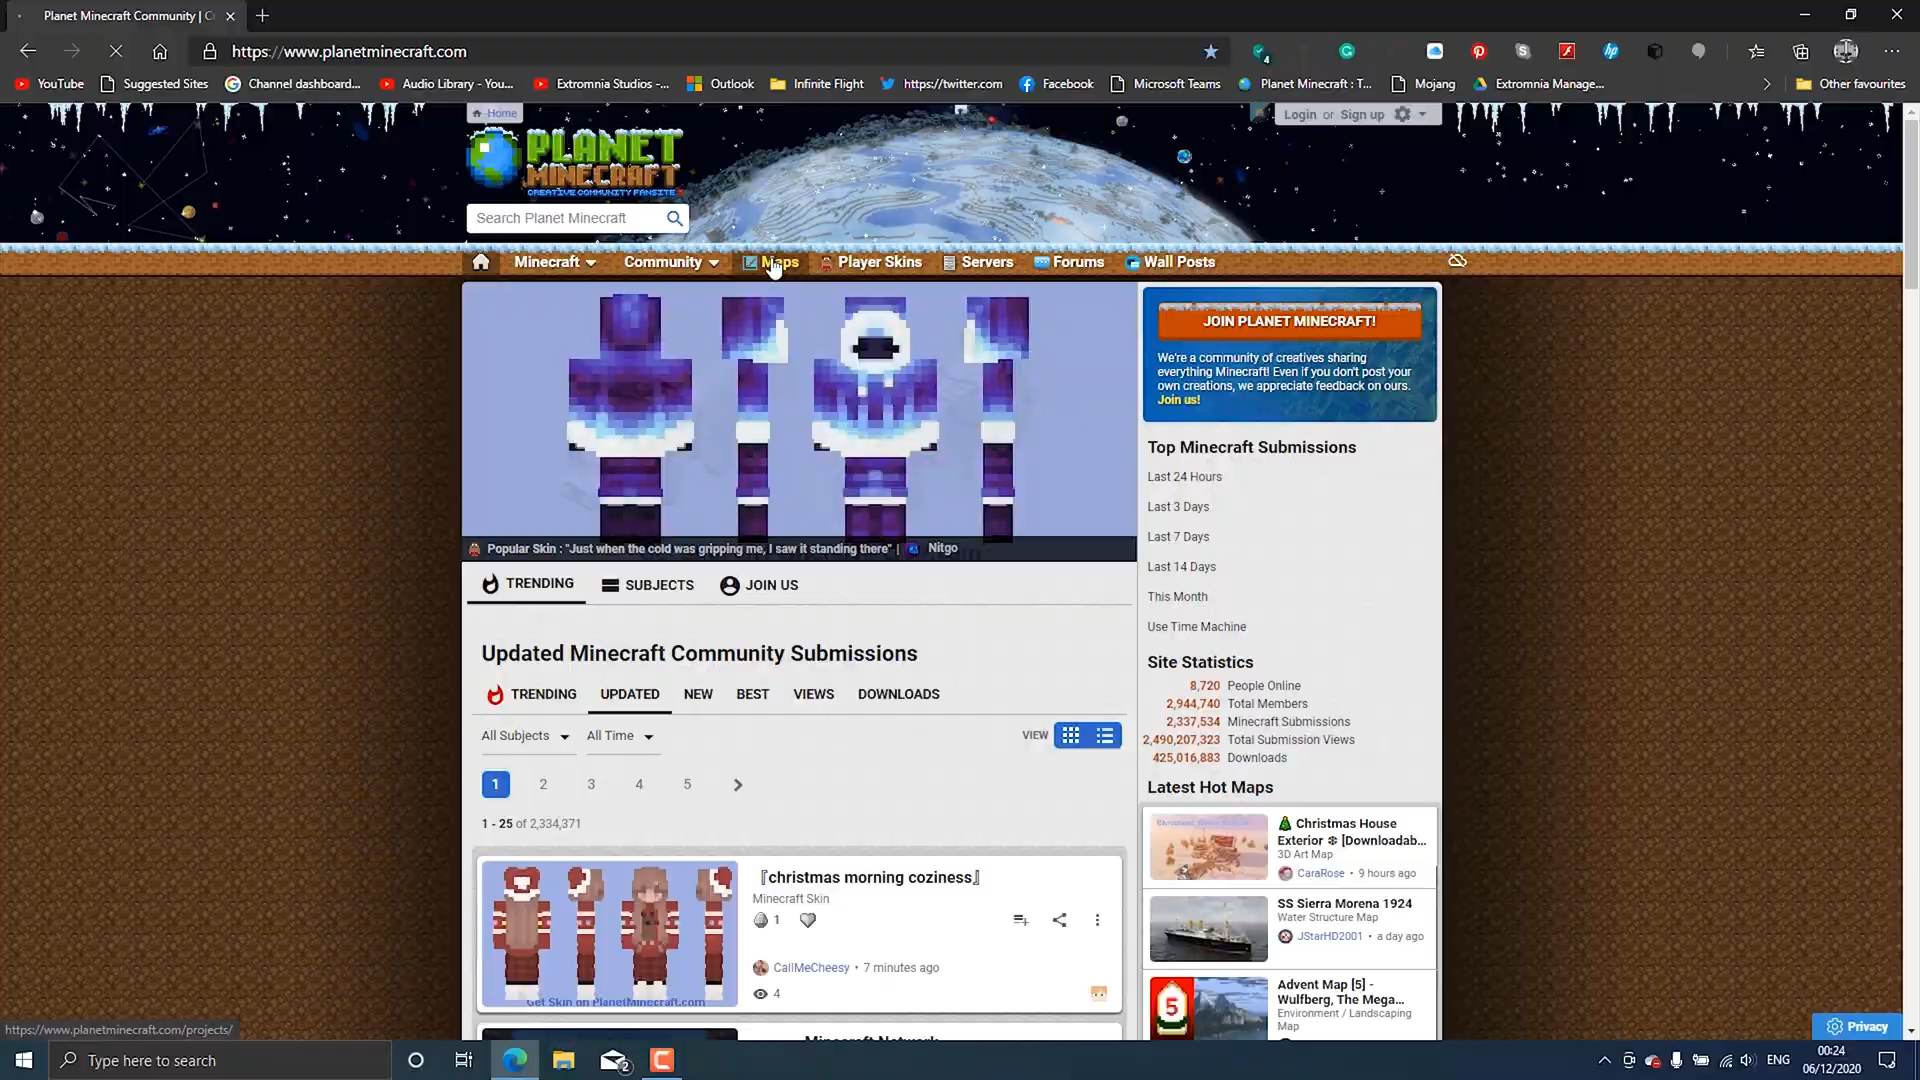 Planet Minecraft Community | C
https://www.planetminecraft.com
4
YouTube
Suggested Sites
Channel dashboard...
Audio Library - You...
Extromnia Studios -...
Outlook
Infinite Flight
https://twitter.com
Facebook
Microsoft Teams
Planet Minecraft : T...
Mojang
Extromnia Manage...
Other favourites
Home
Login or Sign up
PLANET
MINECRAFT
CREATIVE COMMUNITY FANSITE
Search Planet Minecraft
Minecraft
Community
Maps
Player Skins
Servers
Forums
Wall Posts
JOIN PLANET MINECRAFT!
We're a community of creatives sharing
everything Minecraft! Even if you don't post your
own creations, we appreciate feedback on ours.
Join us!
Popular Skin : "Just when the cold was gripping me, I saw it standing there" | Nitgo
TRENDING
SUBJECTS
JOIN US
Top Minecraft Submissions
Last 24 Hours
Last 3 Days
Last 7 Days
Last 14 Days
This Month
Use Time Machine
Updated Minecraft Community Submissions
TRENDING
UPDATED
NEW
BEST
VIEWS
DOWNLOADS
All Subjects
All Time
VIEW
1
2
3
4
5
1 - 25 of 2,334,371
Site Statistics
8,720 People Online
2,944,740 Total Members
2,337,534 Minecraft Submissions
2,490,207,323 Total Submission Views
425,016,883 Downloads
Latest Hot Maps
Christmas House
Exterior ❄ [Downloadab...
3D Art Map
CaraRose • 9 hours ago
SS Sierra Morena 1924
Water Structure Map
JStarHD2001 • a day ago
5
Advent Map [5] -
Wulfberg, The Mega...
Environment / Landscaping
Map
『christmas morning coziness』
Minecraft Skin
1
CallMeCheesy • 7 minutes ago
4
Get Skin on PlanetMinecraft.com
Minecraft Network
https://www.planetminecraft.com/projects/
Privacy
Type here to search
2
ENG
00:24
06/12/2020